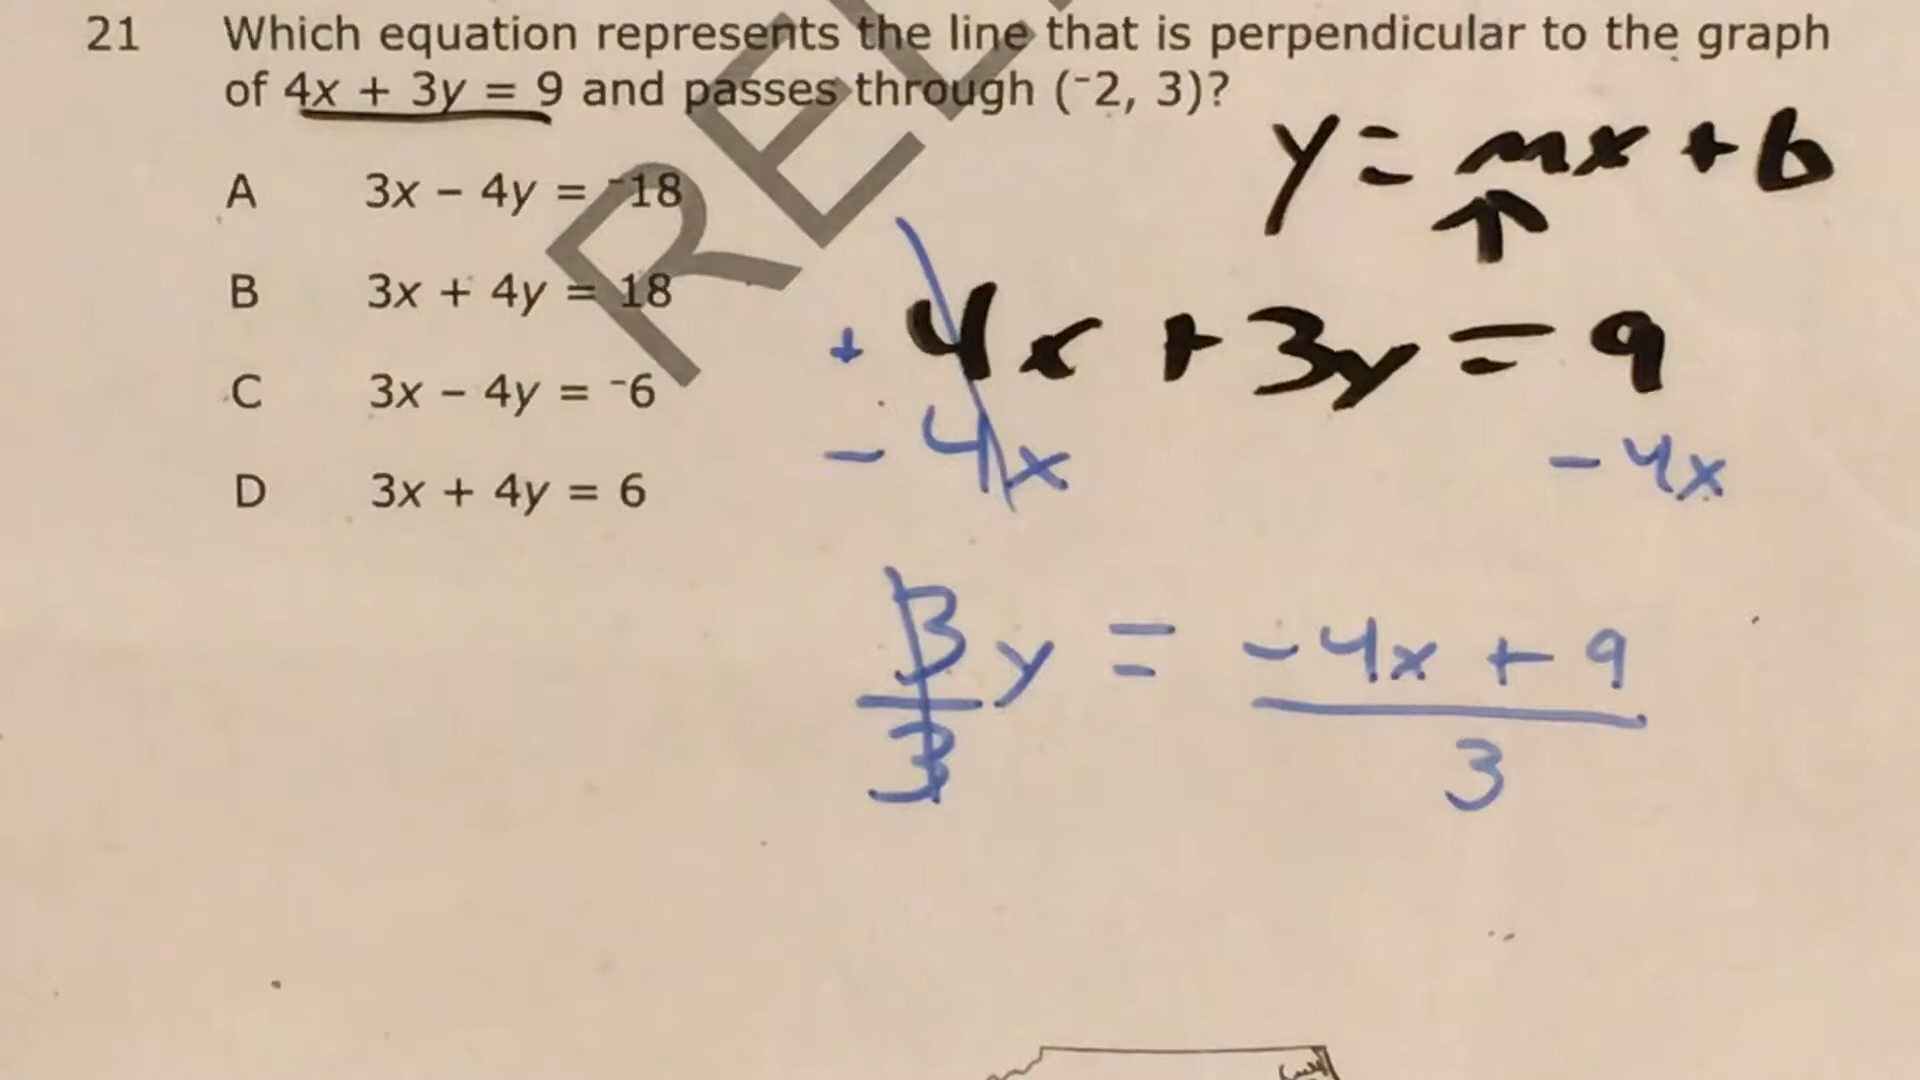 21 Which equation represents the line that is perpendicular to the graph
of 4x + 3y = 9 and passes through (⁻2, 3)?
A 3x – 4y = ⁻18
B 3x + 4y = 18
C 3x – 4y = ⁻6
D 3x + 4y = 6
y = mx + b
+ 4x + 3y = 9
- 4x - 4x
3y = -4x + 9
3 3